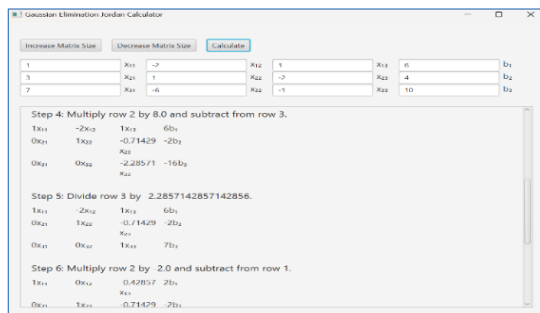 Gaussian Elimination Jordan Calculator
Increase Matrix Size Decrease Matrix Size Calculate
1 x₁₁ -2 x₁₂ 1 x₁₃ 6 b₁
3 x₂₁ 1 x₂₂ -2 x₂₃ 4 b₂
7 x₃₁ -6 x₃₂ -1 x₃₃ 10 b₃
Step 4: Multiply row 2 by 8.0 and subtract from row 3.
1x₁₁ -2x₁₂ 1x₁₃ 6b₁
0x₂₁ 1x₂₂ -0.71429 -2b₂
x₂₃
0x₃₁ 0x₃₂ -2.28571 -16b₃
x₃₃
Step 5: Divide row 3 by -2.2857142857142856.
1x₁₁ -2x₁₂ 1x₁₃ 6b₁
0x₂₁ 1x₂₂ -0.71429 -2b₂
x₂₃
0x₃₁ 0x₃₂ 1x₃₃ 7b₃
Step 6: Multiply row 2 by -2.0 and subtract from row 1.
1x₁₁ 0x₁₂ 0.42857 2b₁
x₁₃
0x₂₁ 1x₂₂ -0.71429 -2b₂